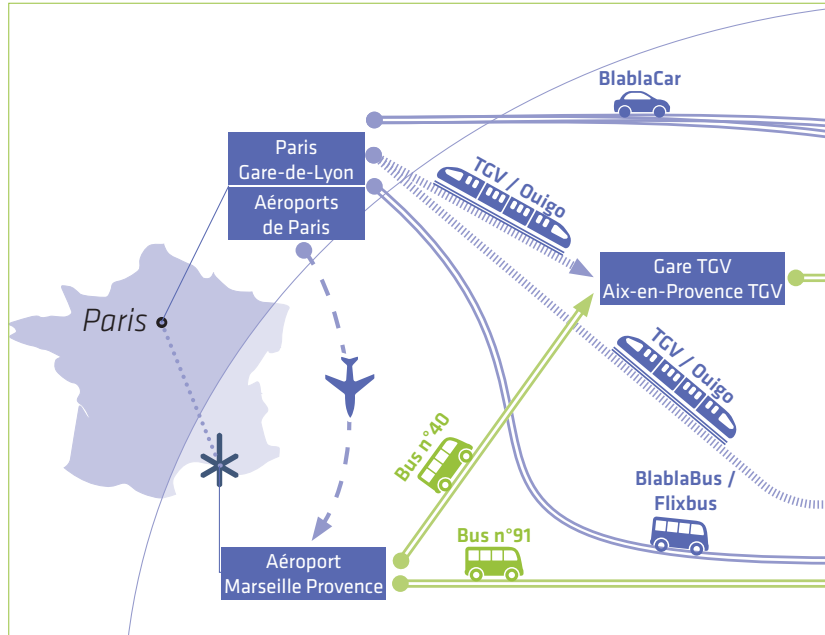 BlablaCar
Paris
Gare-de-Lyon
Aéroports
de Paris
TGV / Ouigo
Gare TGV
Aix-en-Provence TGV
Paris
TGV / Ouigo
Bus n°40
BlablaBus /
Flixbus
Bus n°91
Aéroport
Marseille Provence